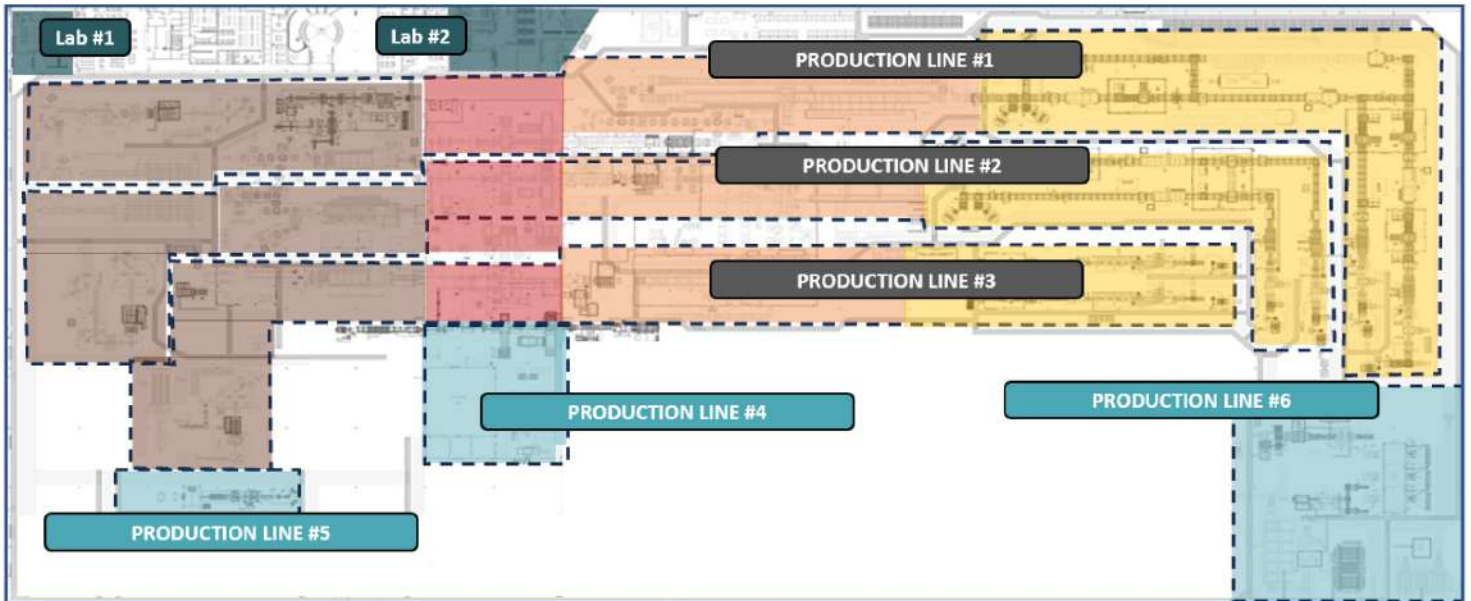 Lab #1
Lab #2
PRODUCTION LINE #1
PRODUCTION LINE #2
PRODUCTION LINE #3
PRODUCTION LINE #4
PRODUCTION LINE #6
PRODUCTION LINE #5